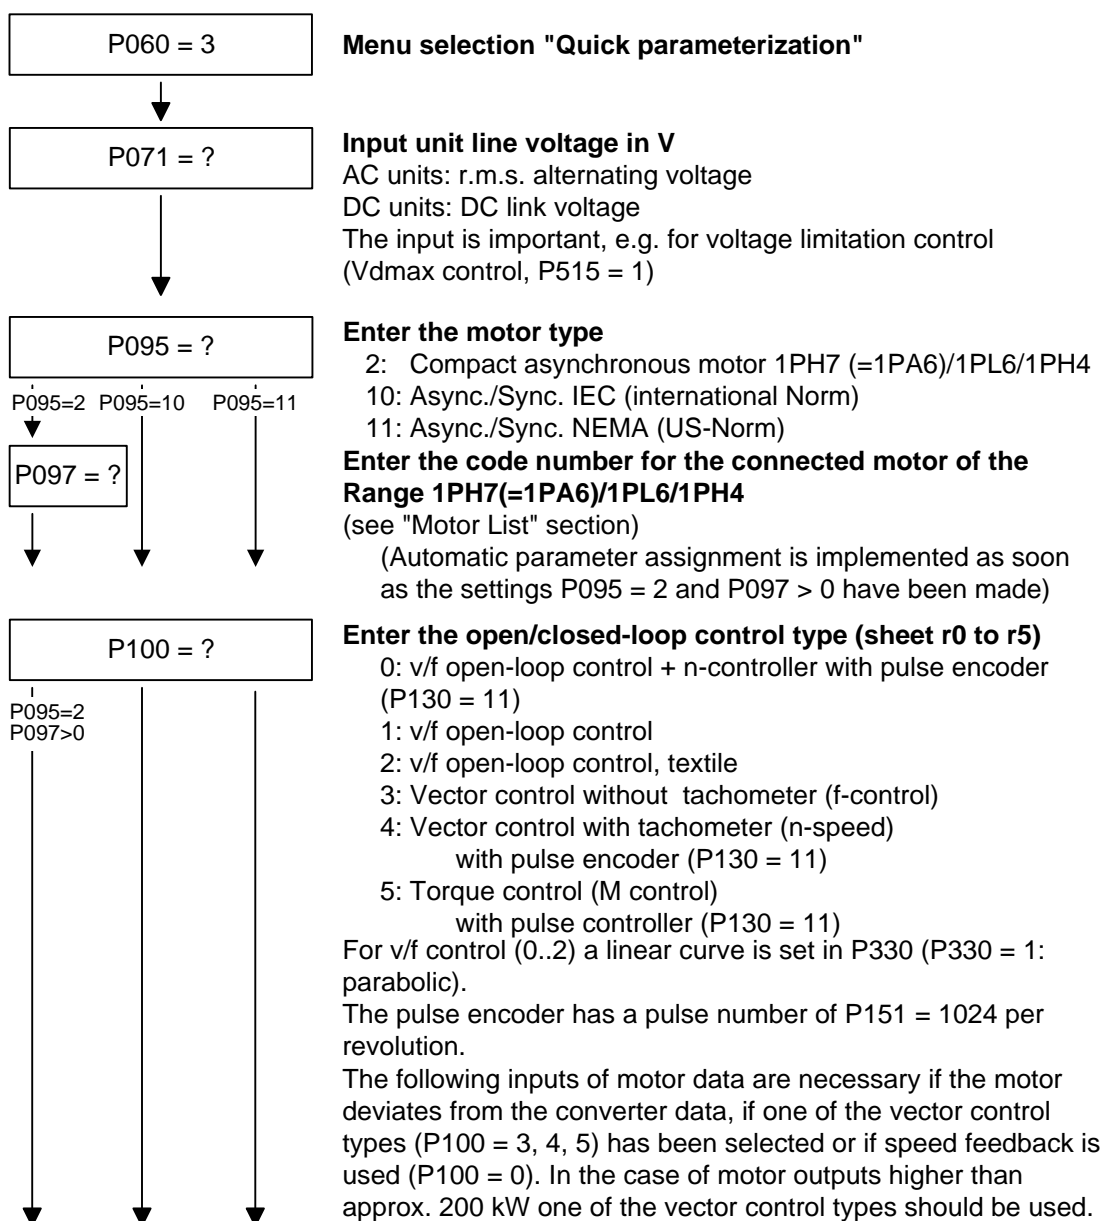 P060 = 3
Menu selection "Quick parameterization"
P071 = ?
Input unit line voltage in V
AC units: r.m.s. alternating voltage
DC units: DC link voltage
The input is important, e.g. for voltage limitation control
(Vdmax control, P515 = 1)
P095 = ?
Enter the motor type
2: Compact asynchronous motor 1PH7 (=1PA6)/1PL6/1PH4
10: Async./Sync. IEC (international Norm)
11: Async./Sync. NEMA (US-Norm)
P095=2 P095=10 P095=11
P097 = ?
Enter the code number for the connected motor of the
Range 1PH7(=1PA6)/1PL6/1PH4
(see "Motor List" section)
(Automatic parameter assignment is implemented as soon
as the settings P095 = 2 and P097 > 0 have been made)
P100 = ?
Enter the open/closed-loop control type (sheet r0 to r5)
0: v/f open-loop control + n-controller with pulse encoder
(P130 = 11)
1: v/f open-loop control
2: v/f open-loop control, textile
3: Vector control without  tachometer (f-control)
4: Vector control with tachometer (n-speed)
with pulse encoder (P130 = 11)
5: Torque control (M control)
with pulse controller (P130 = 11)
P095=2
P097>0
For v/f control (0..2) a linear curve is set in P330 (P330 = 1:
parabolic).
The pulse encoder has a pulse number of P151 = 1024 per
revolution.
The following inputs of motor data are necessary if the motor
deviates from the converter data, if one of the vector control
types (P100 = 3, 4, 5) has been selected or if speed feedback is
used (P100 = 0). In the case of motor outputs higher than
approx. 200 kW one of the vector control types should be used.